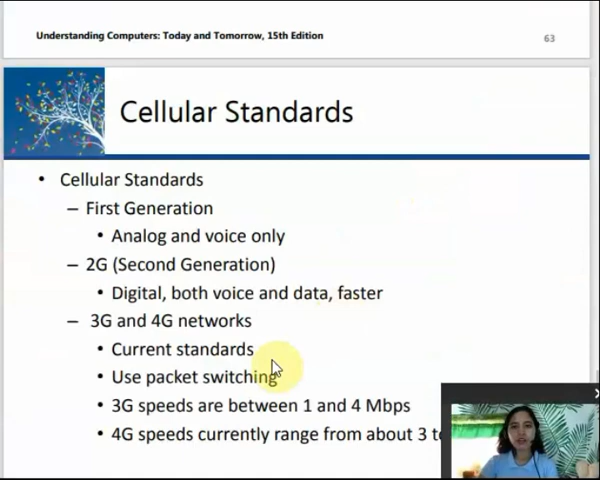 Understanding Computers: Today and Tomorrow, 15th Edition
63
Cellular Standards
• Cellular Standards
– First Generation
• Analog and voice only
– 2G (Second Generation)
• Digital, both voice and data, faster
– 3G and 4G networks
• Current standards
• Use packet switching
• 3G speeds are between 1 and 4 Mbps
• 4G speeds currently range from about 3